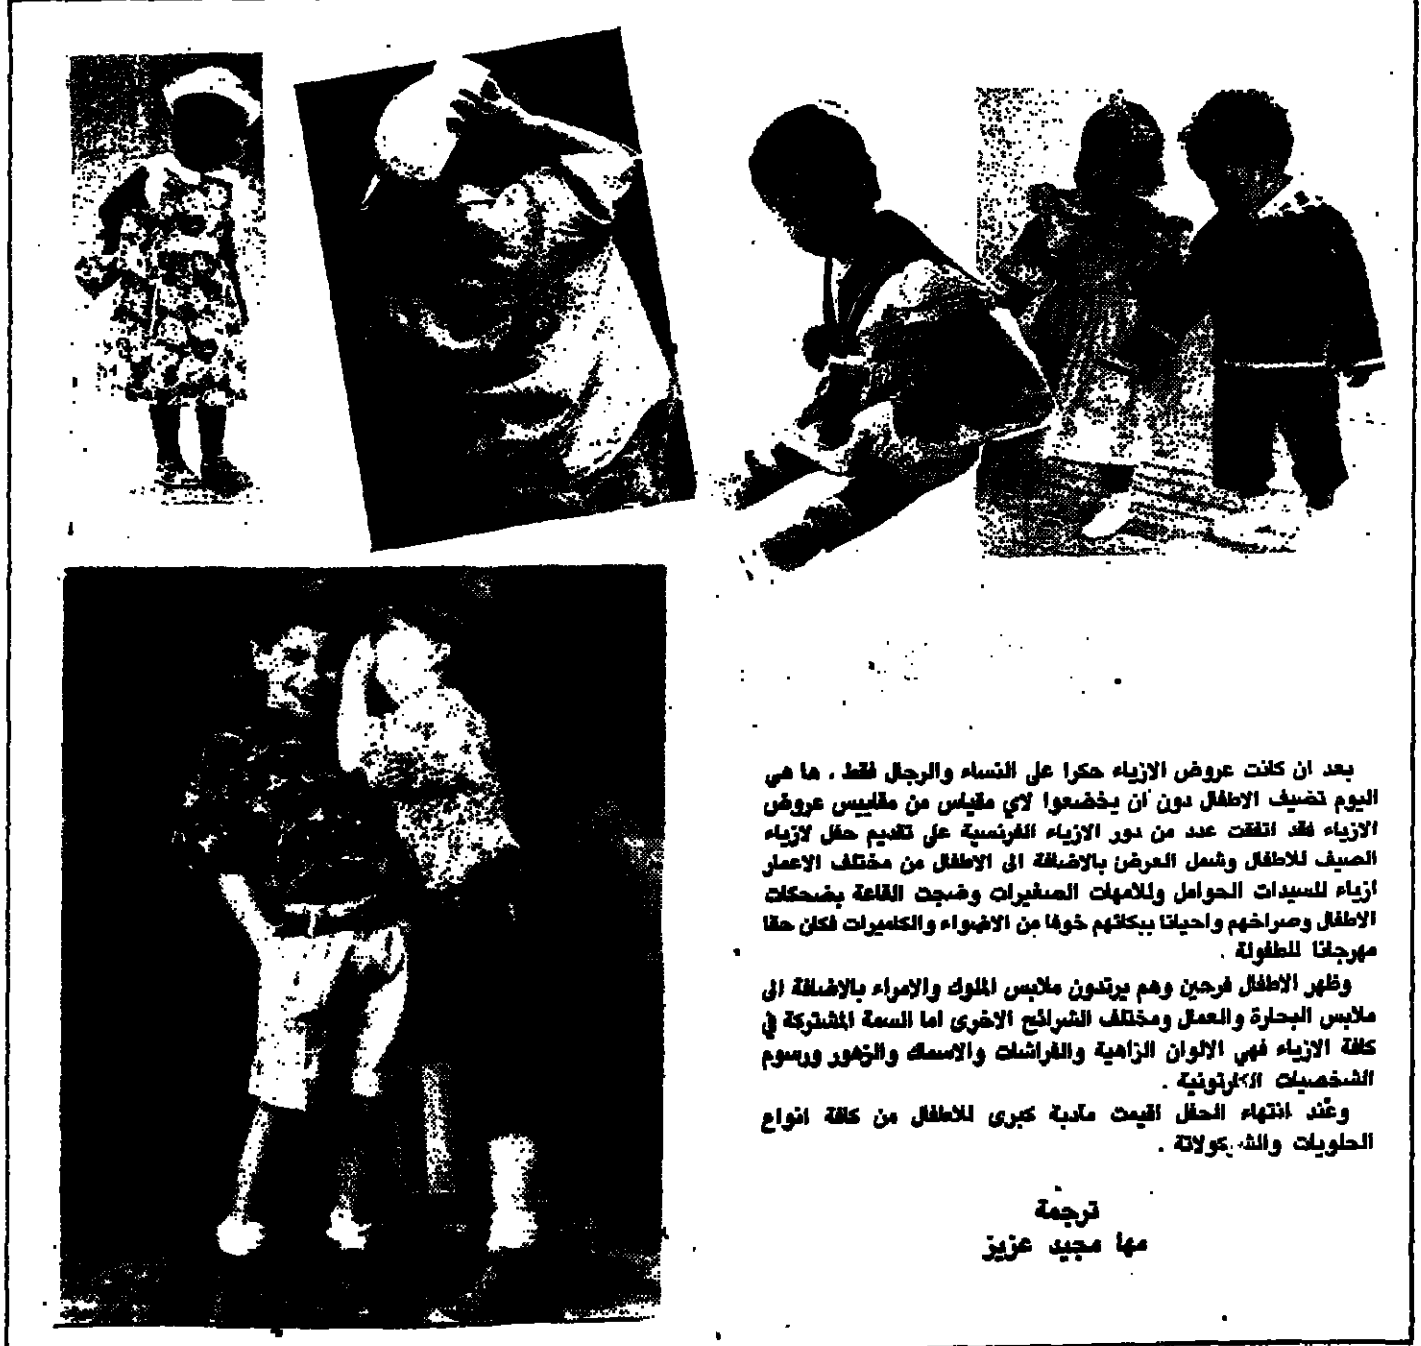 بعد ان كانت عروض الازياء حكرا على النساء والرجال فقط ، ها هي
اليوم تضيف الاطفال دون ان يخضعوا لاي مقياس من مقاييس عروض
الازياء فقد اتفقت عدد من دور الازياء الفرنسية على تقديم حفل لازياء
الصيف للاطفال وشمل العرض بالاضافة الى الاطفال من مختلف الاعمار
ازياء للسيدات الحوامل وللامهات الصغيرات وضجت القاعة بضحكات
الاطفال وصراخهم واحيانا ببكائهم خوفا من الاضواء والكاميرات فكان حقا
مهرجانا للطفولة .
وظهر الاطفال فرحين وهم يرتدون ملابس الملوك والامراء بالاضافة الى
ملابس البحارة والعمال ومختلف الشرائح الاخرى اما السمة المشتركة في
كافة الازياء فهي الالوان الزاهية والفراشات والاسماك والزهور ورسوم
الشخصيات الكارتونية .
وعند انتهاء الحفل اقيمت مأدبة كبرى للاطفال من كافة انواع
الحلويات والشيكولاتة .
ترجمة
مها مجيد عزيز